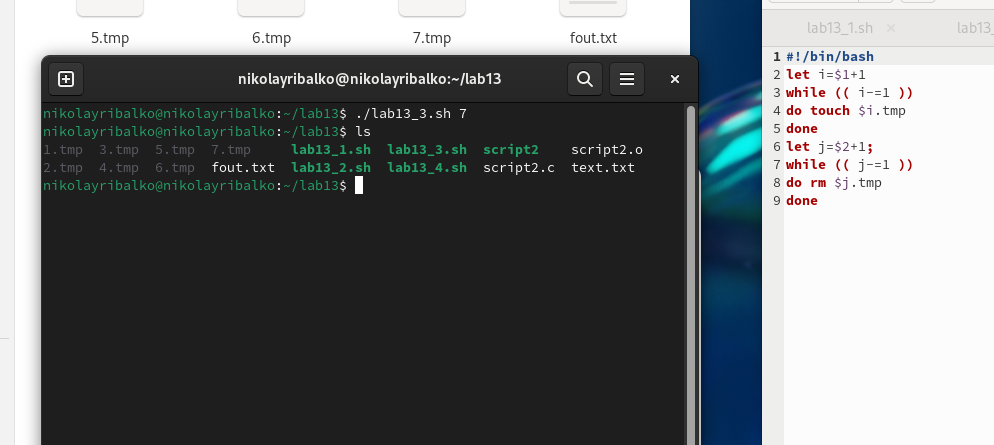 5.tmp 6.tmp 7.tmp fout.txt
nikolayribalko@nikolayribalko:~/lab13
nikolayribalko@nikolayribalko:~/lab13$ ./lab13_3.sh 7
nikolayribalko@nikolayribalko:~/lab13$ ls
1.tmp 3.tmp 5.tmp 7.tmp lab13_1.sh lab13_3.sh script2 script2.o
2.tmp 4.tmp 6.tmp fout.txt lab13_2.sh lab13_4.sh script2.c text.txt
nikolayribalko@nikolayribalko:~/lab13$
lab13_1.sh lab13_
1 #!/bin/bash
2 let i=$1+1
3 while (( i-=1 ))
4 do touch $i.tmp
5 done
6 let j=$2+1;
7 while (( j-=1 ))
8 do rm $j.tmp
9 done